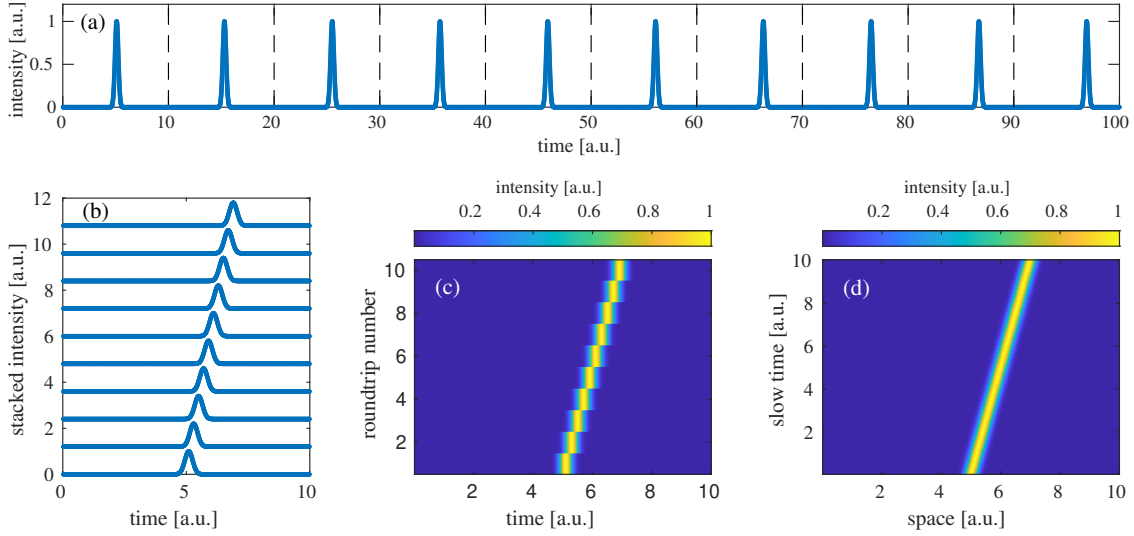 (a)
intensity [a.u.]
1
0.5
0
0 10 20 30 40 50 60 70 80 90 100
time [a.u.]
(b)
stacked intensity [a.u.]
12
10
8
6
4
2
0
0 5 10
time [a.u.]
intensity [a.u.]
0.2 0.4 0.6 0.8 1
(c)
roundtrip number
10
8
6
4
2
2 4 6 8 10
time [a.u.]
intensity [a.u.]
0.2 0.4 0.6 0.8 1
(d)
slow time [a.u.]
10
8
6
4
2
2 4 6 8 10
space [a.u.]